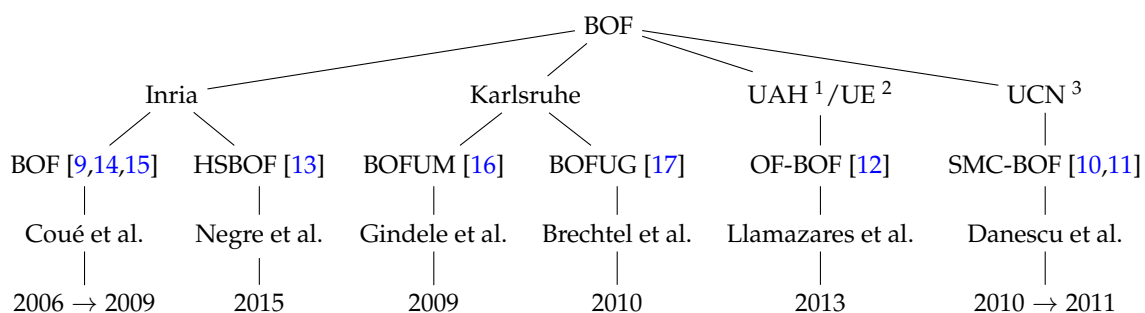 BOF
Inria Karlsruhe UAH ¹/UE ² UCN ³
BOF [9,14,15] HSBOF [13] BOFUM [16] BOFUG [17] OF-BOF [12] SMC-BOF [10,11]
Coué et al. Negre et al. Gindele et al. Brechtel et al. Llamazares et al. Danescu et al.
2006 → 2009 2015 2009 2010 2013 2010 → 2011